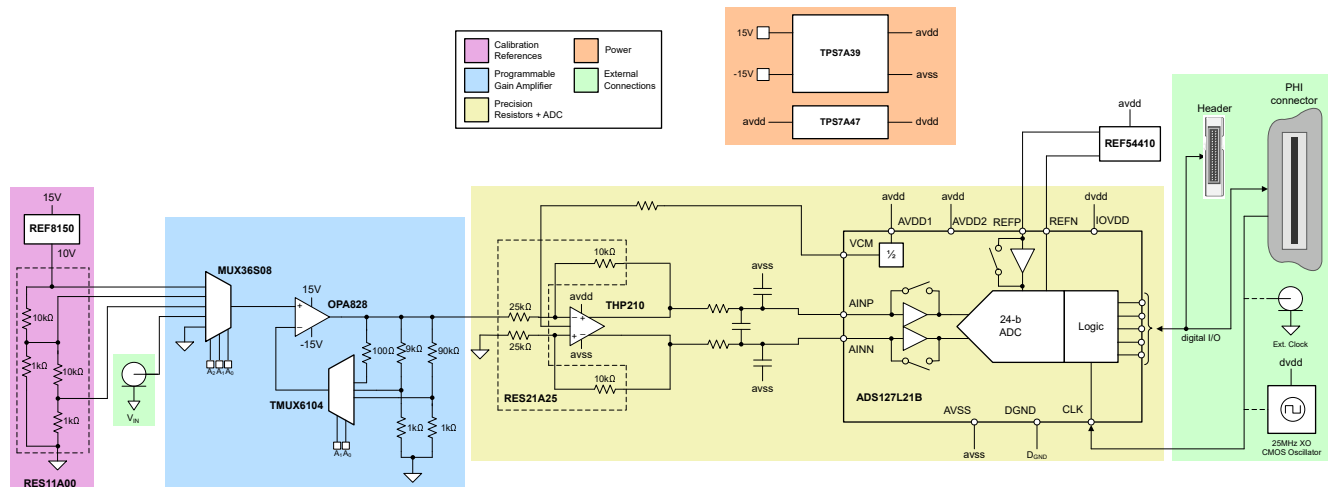 Calibration
References
Power
Programmable
Gain Amplifier
External
Connections
Precision
Resistors + ADC
15V
TPS7A39
avdd
-15V
avss
avdd
TPS7A47
dvdd
PHI
connector
Header
avdd
REF54410
15V
REF8150
10V
10kΩ
1kΩ
10kΩ
1kΩ
RES11A00
VIN
MUX36S08
A2 A1 A0
15V
OPA828
-15V
100Ω
9kΩ
90kΩ
TMUX6104
A1 A0
1kΩ
1kΩ
25kΩ
25kΩ
10kΩ
avdd
THP210
avss
10kΩ
RES21A25
avss
avss
avdd
avdd
dvdd
AVDD1
AVDD2
REFP
REFN
IOVDD
VCM
½
AINP
AINN
24-b
ADC
Logic
ADS127L21B
AVSS
DGND
CLK
avss
DGND
digital I/O
Ext. Clock
dvdd
25MHz XO
CMOS Oscillator